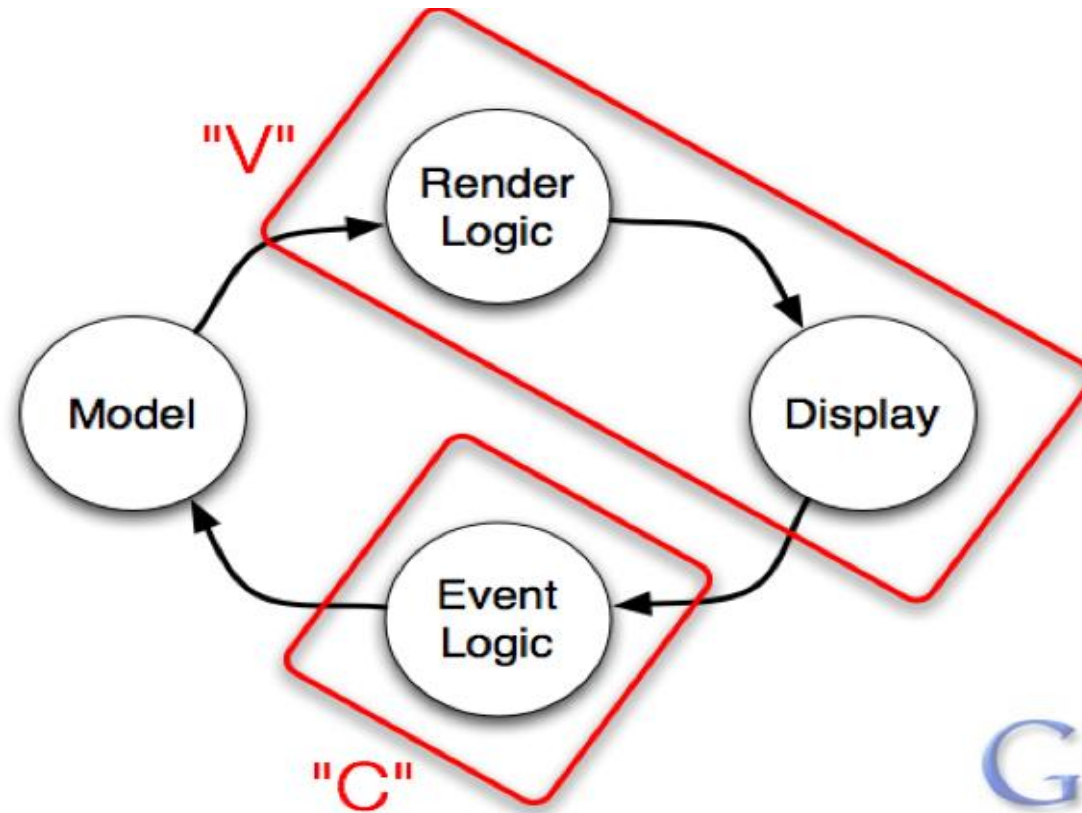 "V"
Render
Logic
Model
Display
Event
Logic
"C"
G